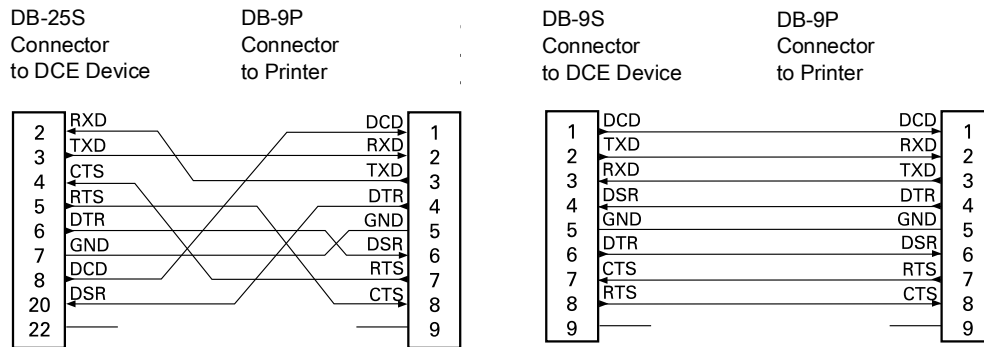 DB-25S DB-9P
Connector Connector
to DCE Device to Printer
2 RXD DCD 1
3 TXD RXD 2
4 CTS TXD 3
5 RTS DTR 4
6 DTR GND 5
7 GND DSR 6
8 DCD RTS 7
20 DSR CTS 8
22 9
DB-9S DB-9P
Connector Connector
to DCE Device to Printer
1 DCD DCD 1
2 TXD RXD 2
3 RXD TXD 3
4 DSR DTR 4
5 GND GND 5
6 DTR DSR 6
7 CTS RTS 7
8 RTS CTS 8
9 9